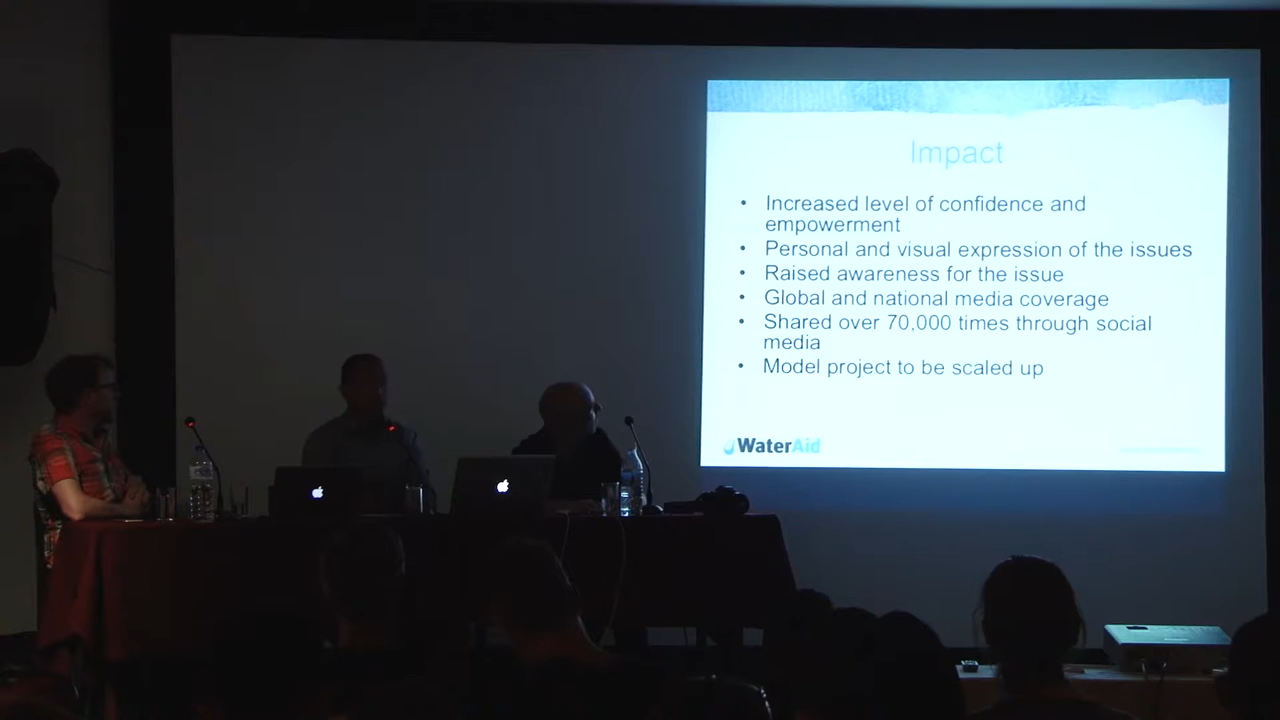 Impact
• Increased level of confidence and
empowerment
• Personal and visual expression of the issues
• Raised awareness for the issue
• Global and national media coverage
• Shared over 70,000 times through social
media
• Model project to be scaled up
WaterAid